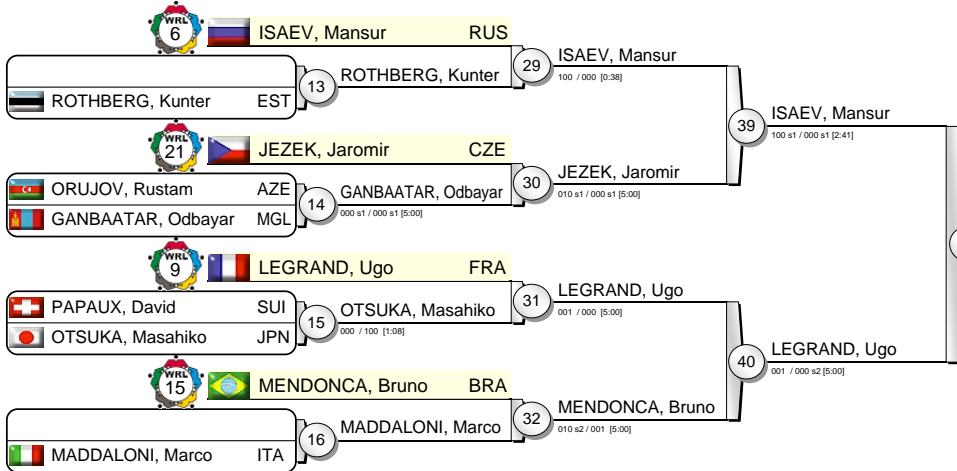 WRL
6
ISAEV, Mansur RUS
ROTHBERG, Kunter EST
13
ROTHBERG, Kunter
29
ISAEV, Mansur
100 / 000 [0:38]
WRL
21
JEZEK, Jaromir CZE
ORUJOV, Rustam AZE
GANBAATAR, Odbayar MGL
14
GANBAATAR, Odbayar
000 s1 / 000 s1 [5:00]
30
JEZEK, Jaromir
010 s1 / 000 s1 [5:00]
39
ISAEV, Mansur
100 s1 / 000 s1 [2:41]
WRL
9
LEGRAND, Ugo FRA
PAPAUX, David SUI
OTSUKA, Masahiko JPN
15
OTSUKA, Masahiko
000 / 100 [1:08]
31
LEGRAND, Ugo
001 / 000 [5:00]
WRL
15
MENDONCA, Bruno BRA
MADDALONI, Marco ITA
16
MADDALONI, Marco
32
MENDONCA, Bruno
010 s2 / 001 [5:00]
40
LEGRAND, Ugo
001 / 000 s2 [5:00]